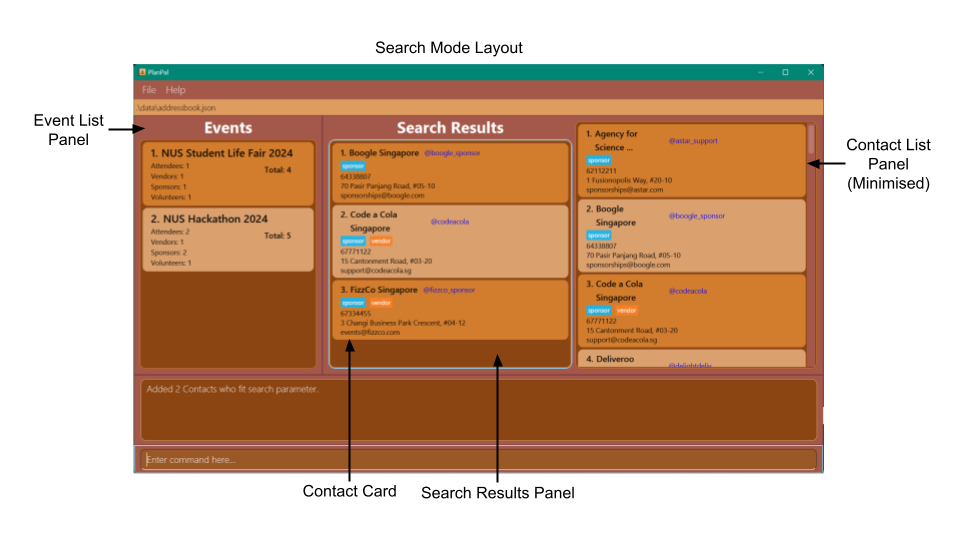 Search Mode Layout
PlanPal
File Help
\data\addressbook.json
Event List
Panel
Events
1. NUS Student Life Fair 2024
Attendees: 1
Vendors: 1
Total: 4
Sponsors: 1
Volunteers: 1
2. NUS Hackathon 2024
Attendees: 2
Vendors: 1
Total: 5
Sponsors: 2
Volunteers: 1
Search Results
1. Boogle Singapore @boogle_sponsor
sponsor
64338807
70 Pasir Panjang Road, #05-10
sponsorships@boogle.com
2. Code a Cola
Singapore
@codeacola
sponsor vendor
67771122
15 Cantonment Road, #03-20
support@codeacola.sg
3. FizzCo Singapore @fizzco_sponsor
sponsor vendor
67334455
3 Changi Business Park Crescent, #04-12
events@fizzco.com
1. Agency for
Science ...
@astar_support
sponsor
62112211
1 Fusionopolis Way, #20-10
sponsorships@astar.com
2. Boogle
Singapore
@boogle_sponsor
sponsor
64338807
70 Pasir Panjang Road, #05-10
sponsorships@boogle.com
3. Code a Cola
Singapore
@codeacola
sponsor vendor
67771122
15 Cantonment Road, #03-20
support@codeacola.sg
4. Deliveroo
Contact List
Panel
(Minimised)
Added 2 Contacts who fit search parameter.
Enter command here...
Contact Card
Search Results Panel